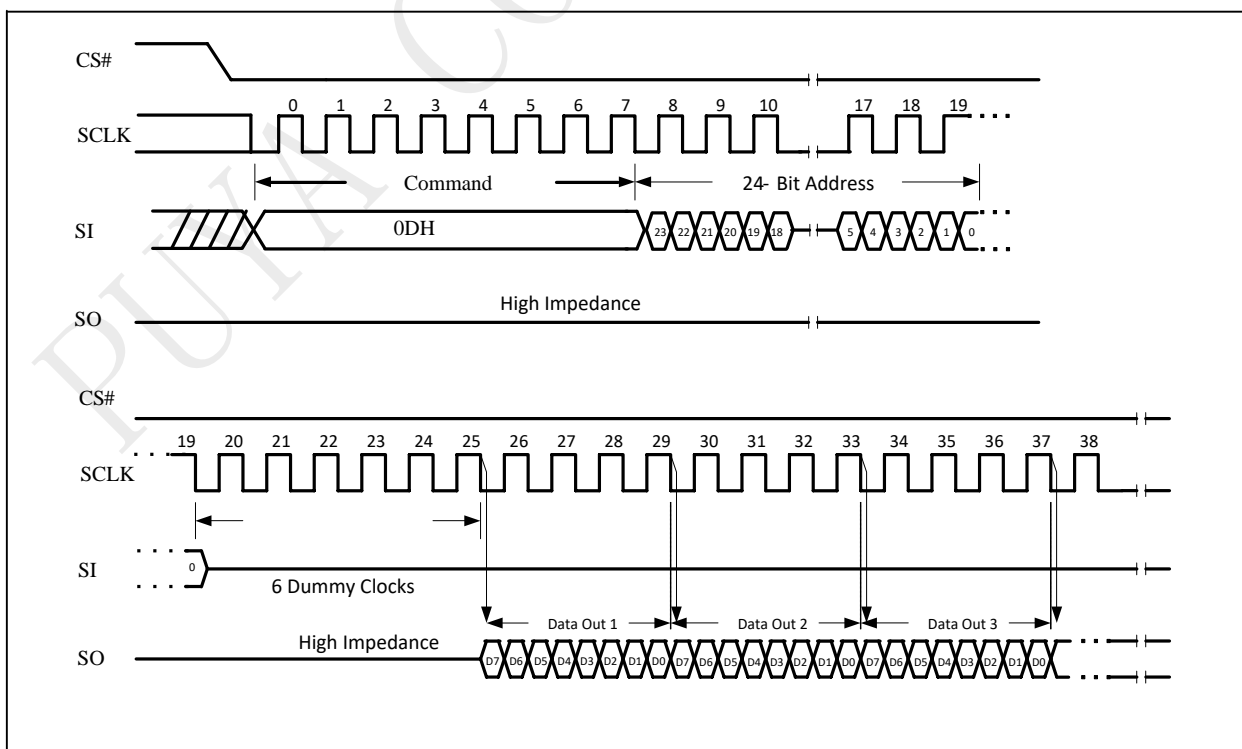 PUYA CO
CS#
0 1 2 3 4 5 6 7 8 9 10 17 18 19
SCLK
Command 24- Bit Address
SI 0DH 23 22 21 20 19 18 5 4 3 2 1 0
High Impedance
SO
CS#
19 20 21 22 23 24 25 26 27 28 29 30 31 32 33 34 35 36 37 38
SCLK
SI 0
6 Dummy Clocks
Data Out 1 Data Out 2 Data Out 3
High Impedance
SO D7 D6 D5 D4 D3 D2 D1 D0 D7 D6 D5 D4 D3 D2 D1 D0 D7 D6 D5 D4 D3 D2 D1 D0